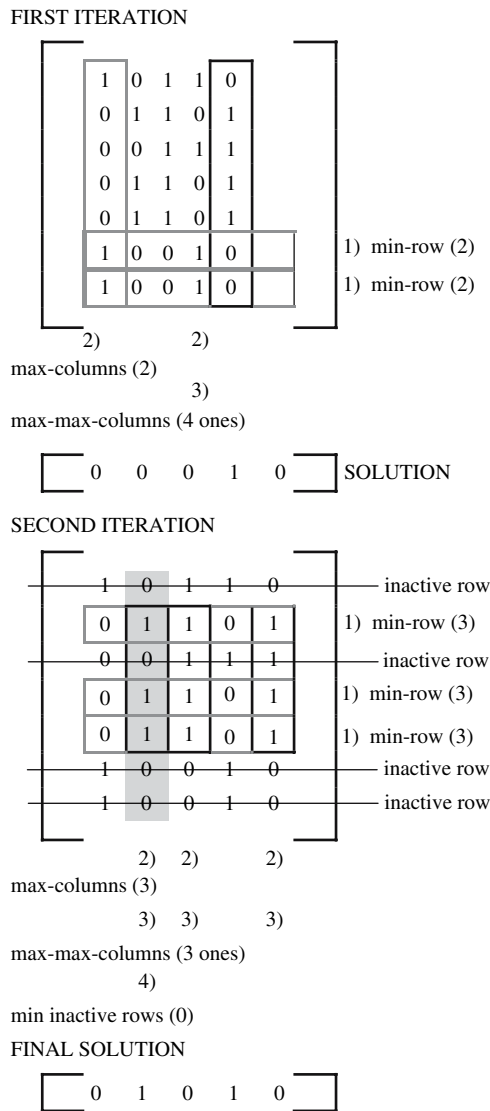 FIRST ITERATION
1 0 1 1 0
0 1 1 0 1
0 0 1 1 1
0 1 1 0 1
0 1 1 0 1
1 0 0 1 0 1) min-row (2)
1 0 0 1 0 1) min-row (2)
2) 2)
max-columns (2)
3)
max-max-columns (4 ones)
0 0 0 1 0 SOLUTION
SECOND ITERATION
1 0 1 1 0 inactive row
0 1 1 0 1 1) min-row (3)
0 0 1 1 1 inactive row
0 1 1 0 1 1) min-row (3)
0 1 1 0 1 1) min-row (3)
1 0 0 1 0 inactive row
1 0 0 1 0 inactive row
2) 2) 2)
max-columns (3)
3) 3) 3)
max-max-columns (3 ones)
4)
min inactive rows (0)
FINAL SOLUTION
0 1 0 1 0